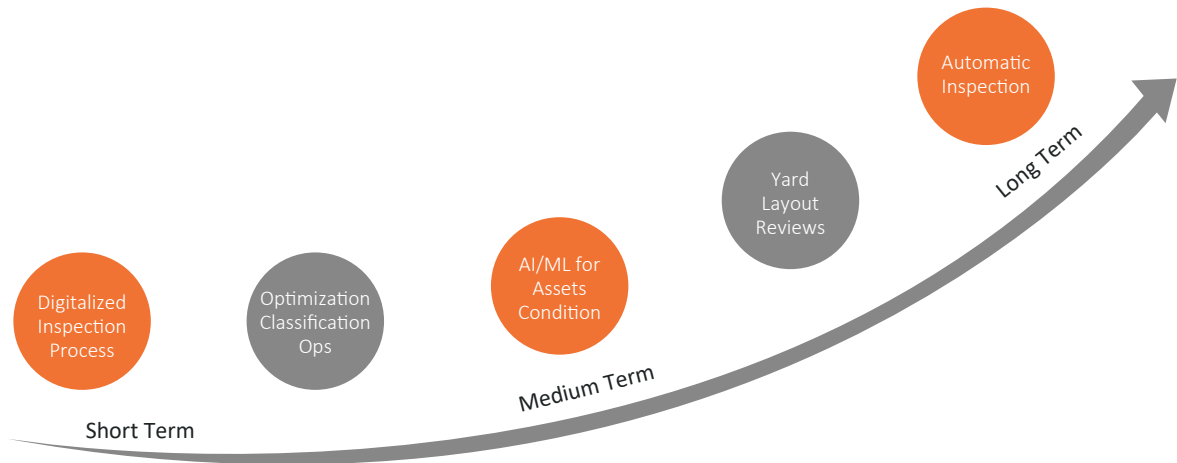 Automatic
Inspection
Yard
Layout
Reviews
AI/ML for
Assets
Condition
Digitalized
Inspection
Process
Optimization
Classification
Ops
Short Term
Medium Term
Long Term